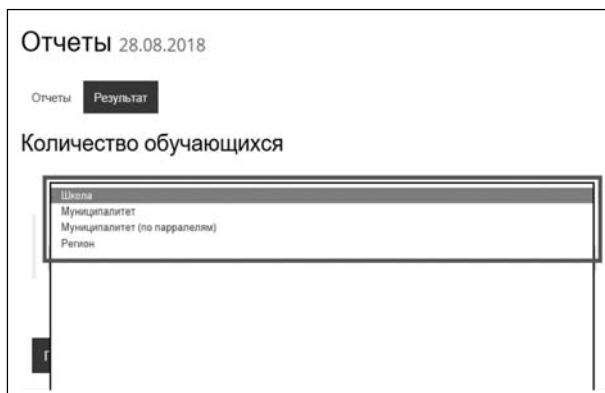 Отчеты 28.08.2018
Отчеты Результат
Количество обучающихся
Школа
Муниципалитет
Муниципалитет (по парралелям)
Регион